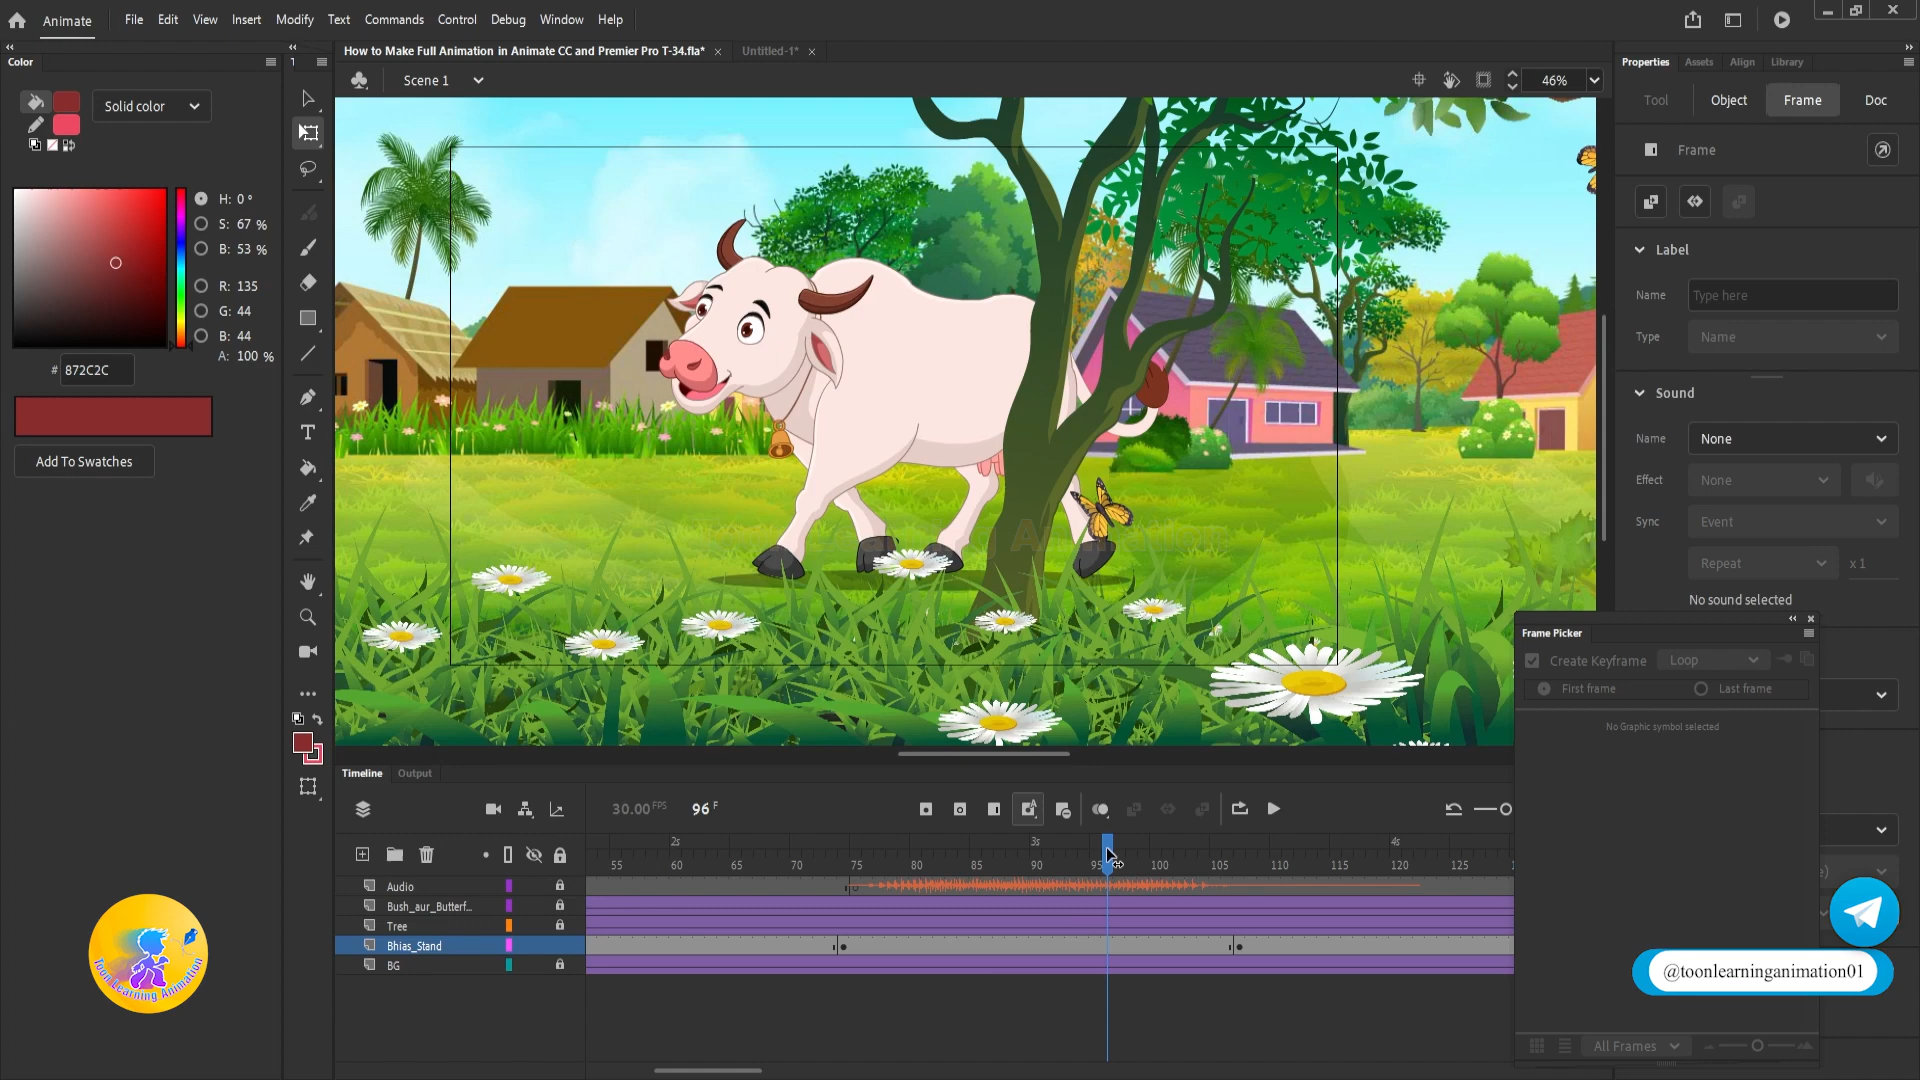 Animate File Edit View Insert Modify Text Commands Control Debug Window Help
How to Make Full Animation in Animate CC and Premier Pro T-34.fla* Untitled-1*
Color
Properties Assets Align Library
Scene 1
46%
Solid color
Tool Object Frame Doc
Frame
H: 0 °
S: 67 %
B: 53 %
R: 135
G: 44
B: 44
A: 100 %
# 872C2C
Add To Swatches
Label
Name Type here
Type Name
Sound
Name None
Effect None
Sync Event
Repeat x 1
No sound selected
Frame Picker
Create Keyframe Loop
First frame Last frame
No Graphic symbol selected
All Frames
Timeline Output
30.00 FPS 96 F
2s 3s 4s
55 60 65 70 75 80 85 90 95 100 105 110 115 120 125
Audio
Bush_aur_Butterf...
Tree
Bhias_Stand
BG
Toon Learning Animation
@toonlearninganimation01